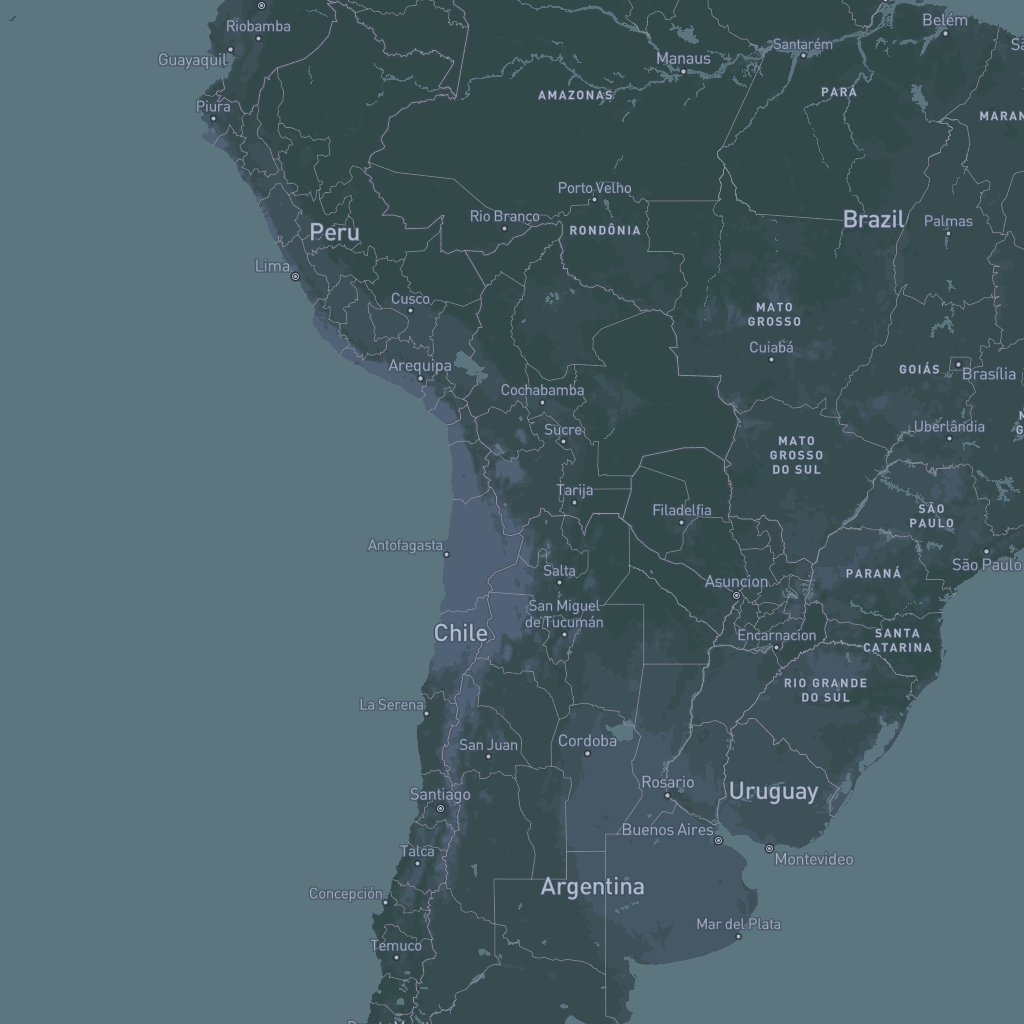 Belém
Riobamba
Guayaquil
Santarém
Manaus
PARÁ
AMAZONAS
Piura
MARAN
Porto Velho
Rio Branco
Brazil
Palmas
Peru
RONDÔNIA
Lima
Cusco
MATO
GROSSO
Cuiabá
Arequipa
GOIÁS
Brasília
Cochabamba
Uberlândia
Sucre
MATO
GROSSO
DO SUL
Tarija
Filadelfia
SÃO
PAULO
Antofagasta
São Paulo
Salta
Asuncion
PARANÁ
San Miguel
de Tucumán
Chile
Encarnacion
SANTA
CATARINA
RIO GRANDE
DO SUL
La Serena
San Juan
Cordoba
Rosario
Uruguay
Santiago
Buenos Aires
Talca
Montevideo
Concepción
Argentina
Mar del Plata
Temuco